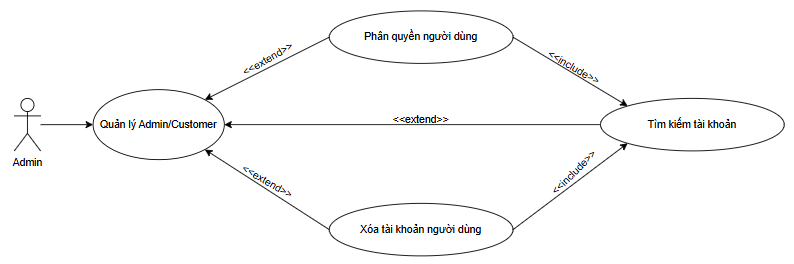 Phân quyền người dùng
<<extend>>
<<include>>
Quản lý Admin/Customer
<<extend>>
Tìm kiếm tài khoản
Admin
<<extend>>
<<include>>
Xóa tài khoản người dùng